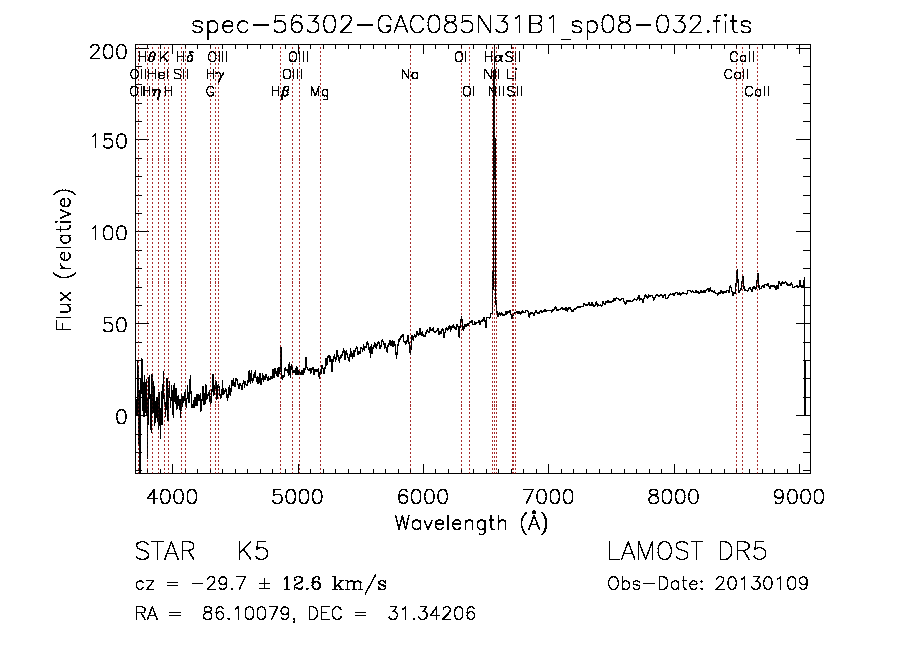 spec-56302-GAC085N31B1_sp08-032.fits
200
Hθ K Hδ OIII OIII OI Hα SII CaII
OII HeI SII Hγ OIII Na NII Li CaII
OII Hη H G Hβ Mg OI NII SII CaII
150
100
50
0
Flux (relative)
4000 5000 6000 7000 8000 9000
Wavelength (Å)
STAR K5 LAMOST DR5
cz = -29.7 ± 12.6 km/s Obs-Date: 20130109
RA = 86.10079, DEC = 31.34206